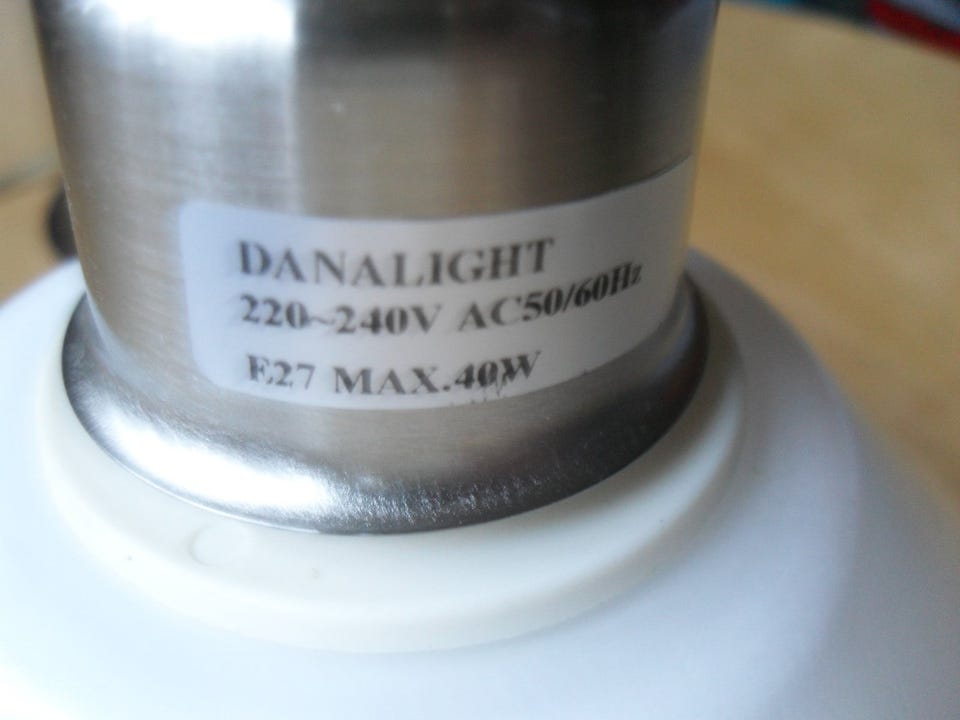 DANALIGHT
220~240V AC50/60Hz
E27 MAX.40W